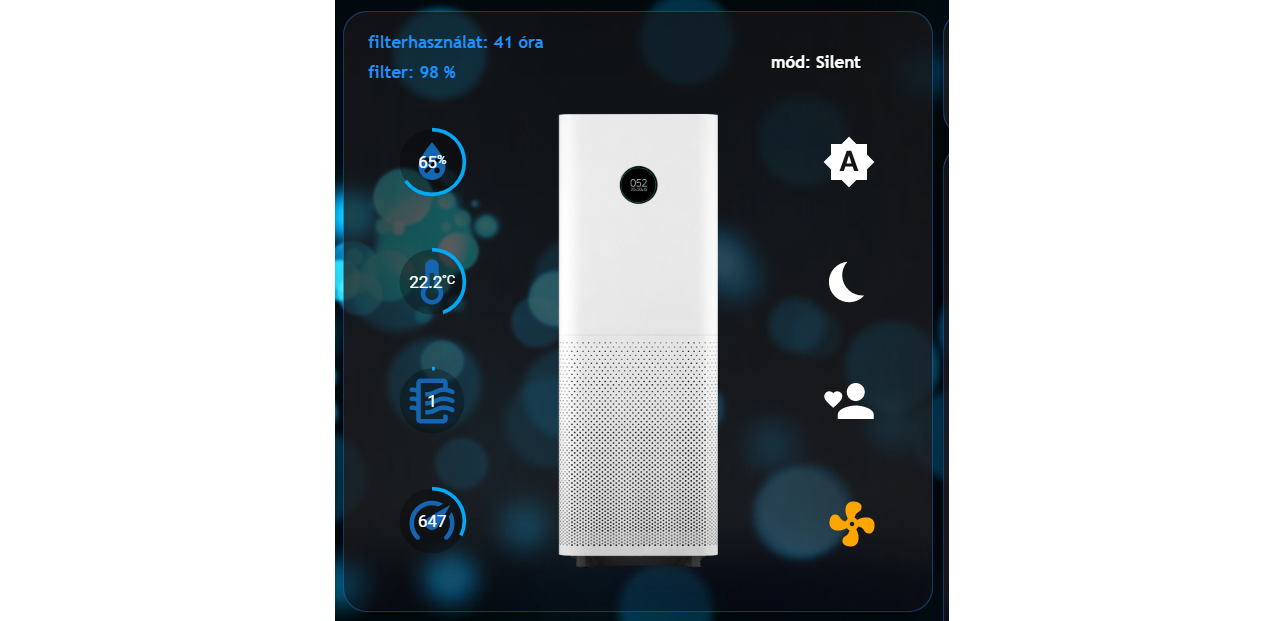 filterhasználat: 41 óra
filter: 98 %
mód: Silent
65%
A
052
22.2°C
1
647